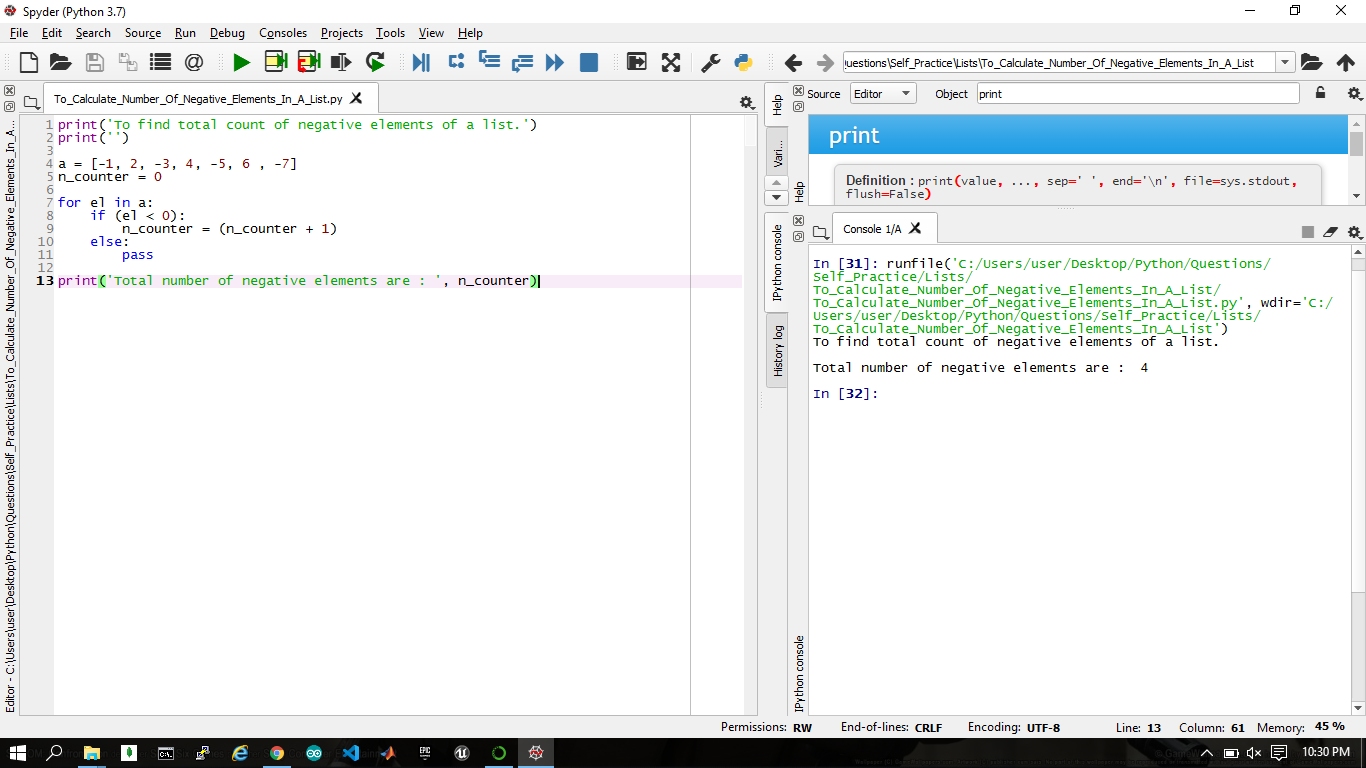 Spyder (Python 3.7)
File Edit Search Source Run Debug Consoles Projects Tools View Help
uestions\Self_Practice\Lists\To_Calculate_Number_Of_Negative_Elements_In_A_List
To_Calculate_Number_Of_Negative_Elements_In_A_List.py
Editor - C:\Users\user\Desktop\Python\Questions\Self_Practice\Lists\To_Calculate_Number_Of_Negative_Elements_In_A...
1 print('To find total count of negative elements of a list.')
2 print('')
3
4 a = [-1, 2, -3, 4, -5, 6 , -7]
5 n_counter = 0
6
7 for el in a:
8 if (el < 0):
9 n_counter = (n_counter + 1)
10 else:
11 pass
12
13 print('Total number of negative elements are : ', n_counter)
Help
Vari...
IPython console
History log
Source Editor Object print
Help
print
Definition : print(value, ..., sep=' ', end='\n', file=sys.stdout,
flush=False)
Console 1/A
In [31]: runfile('C:/Users/user/Desktop/Python/Questions/
Self_Practice/Lists/
To_Calculate_Number_Of_Negative_Elements_In_A_List/
To_Calculate_Number_Of_Negative_Elements_In_A_List.py', wdir='C:/
Users/user/Desktop/Python/Questions/Self_Practice/Lists/
To_Calculate_Number_Of_Negative_Elements_In_A_List')
To find total count of negative elements of a list.
Total number of negative elements are :  4
In [32]:
IPython console
Permissions: RW End-of-lines: CRLF Encoding: UTF-8 Line: 13 Column: 61 Memory: 45 %
10:30 PM